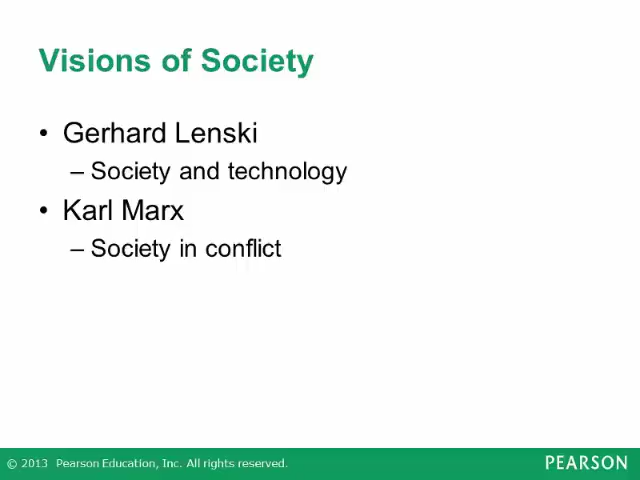 Visions of Society
• Gerhard Lenski
– Society and technology
• Karl Marx
– Society in conflict
© 2013 Pearson Education, Inc. All rights reserved.
PEARSON